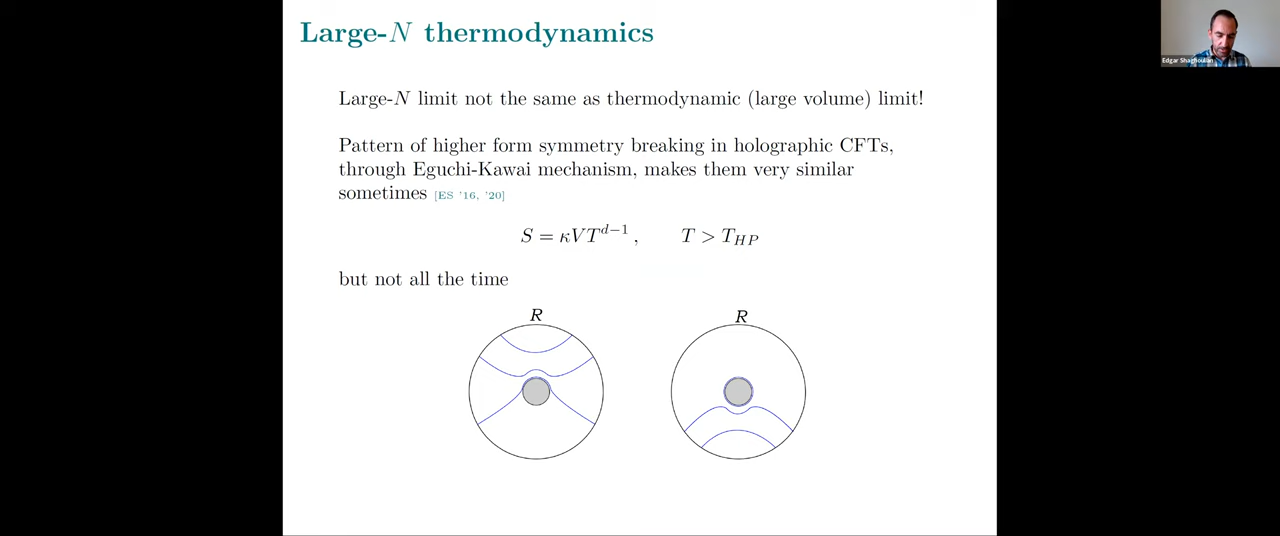 Large-N thermodynamics
Large-N limit not the same as thermodynamic (large volume) limit!
Pattern of higher form symmetry breaking in holographic CFTs,
through Eguchi-Kawai mechanism, makes them very similar
sometimes [ES '16, '20]
S = κVT^{d−1} ,    T > T_{HP}
but not all the time
R
R
Edgar Shaghoulian